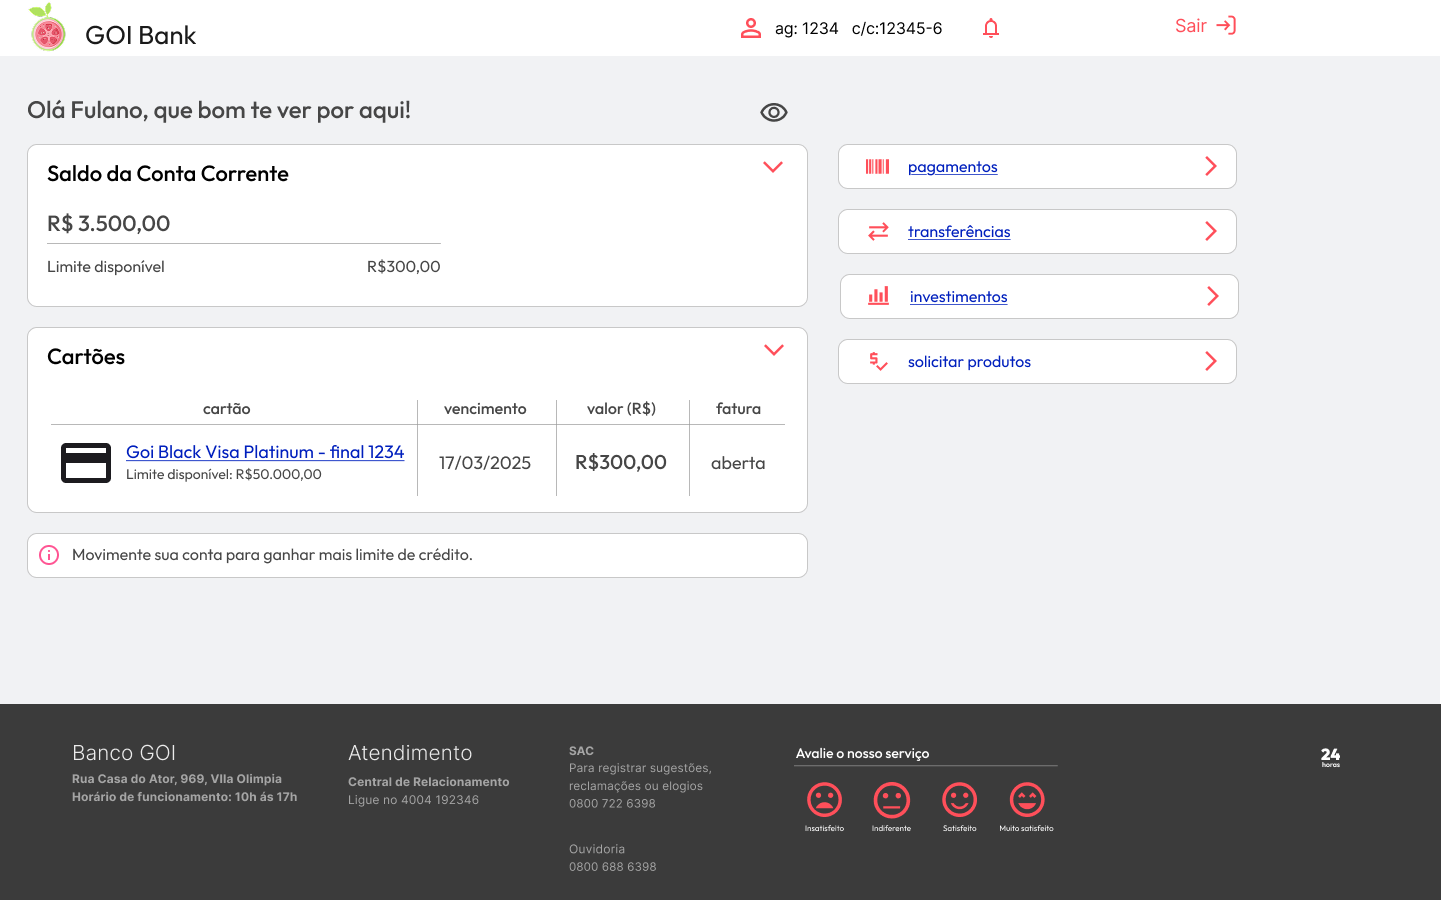 GOI Bank
ag: 1234 c/c:12345-6
Sair
Olá Fulano, que bom te ver por aqui!
Saldo da Conta Corrente
R$ 3.500,00
Limite disponível R$300,00
Cartões
cartão vencimento valor (R$) fatura
Goi Black Visa Platinum - final 1234
Limite disponível: R$50.000,00
17/03/2025 R$300,00 aberta
Movimente sua conta para ganhar mais limite de crédito.
pagamentos
transferências
investimentos
solicitar produtos
Banco GOI
Rua Casa do Ator, 969, VIla Olimpia
Horário de funcionamento: 10h ás 17h
Atendimento
Central de Relacionamento
Ligue no 4004 192346
SAC
Para registrar sugestões,
reclamações ou elogios
0800 722 6398
Ouvidoria
0800 688 6398
Avalie o nosso serviço
Insatisfeito Indiferente Satisfeito Muito satisfeito
24
horas